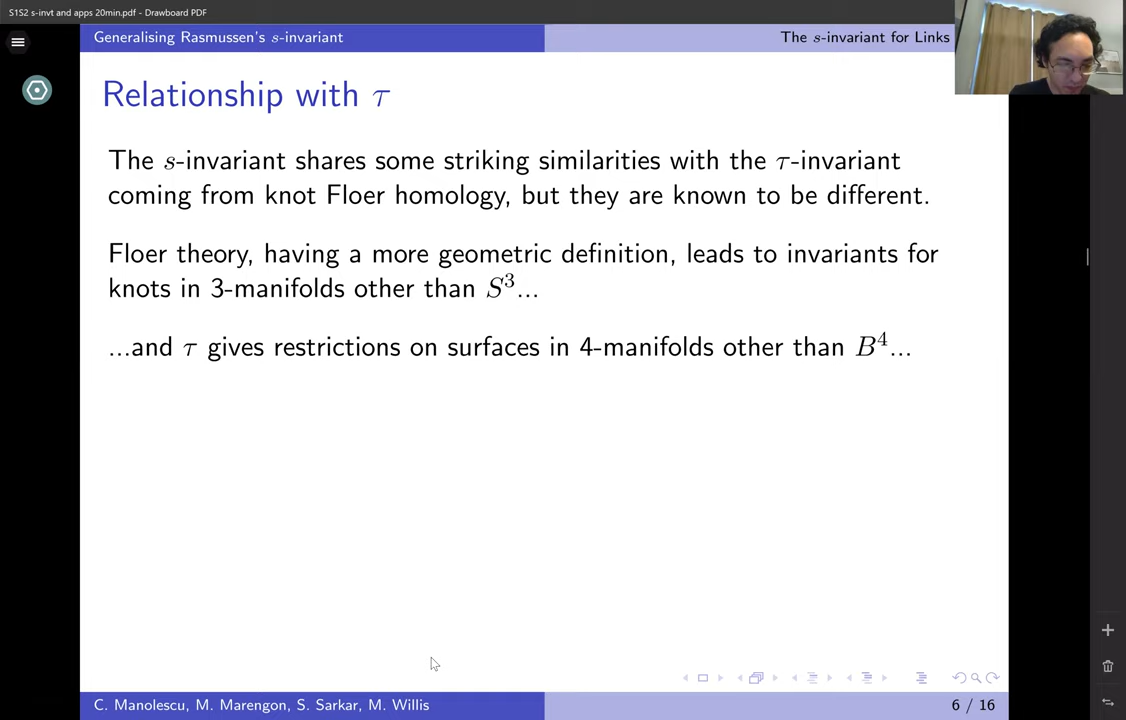 S1S2 s-invt and apps 20min.pdf - Drawboard PDF
Generalising Rasmussen's s-invariant
The s-invariant for Links
Relationship with τ
The s-invariant shares some striking similarities with the τ-invariant
coming from knot Floer homology, but they are known to be different.
Floer theory, having a more geometric definition, leads to invariants for
knots in 3-manifolds other than S³...
...and τ gives restrictions on surfaces in 4-manifolds other than B⁴...
C. Manolescu, M. Marengon, S. Sarkar, M. Willis
6 / 16